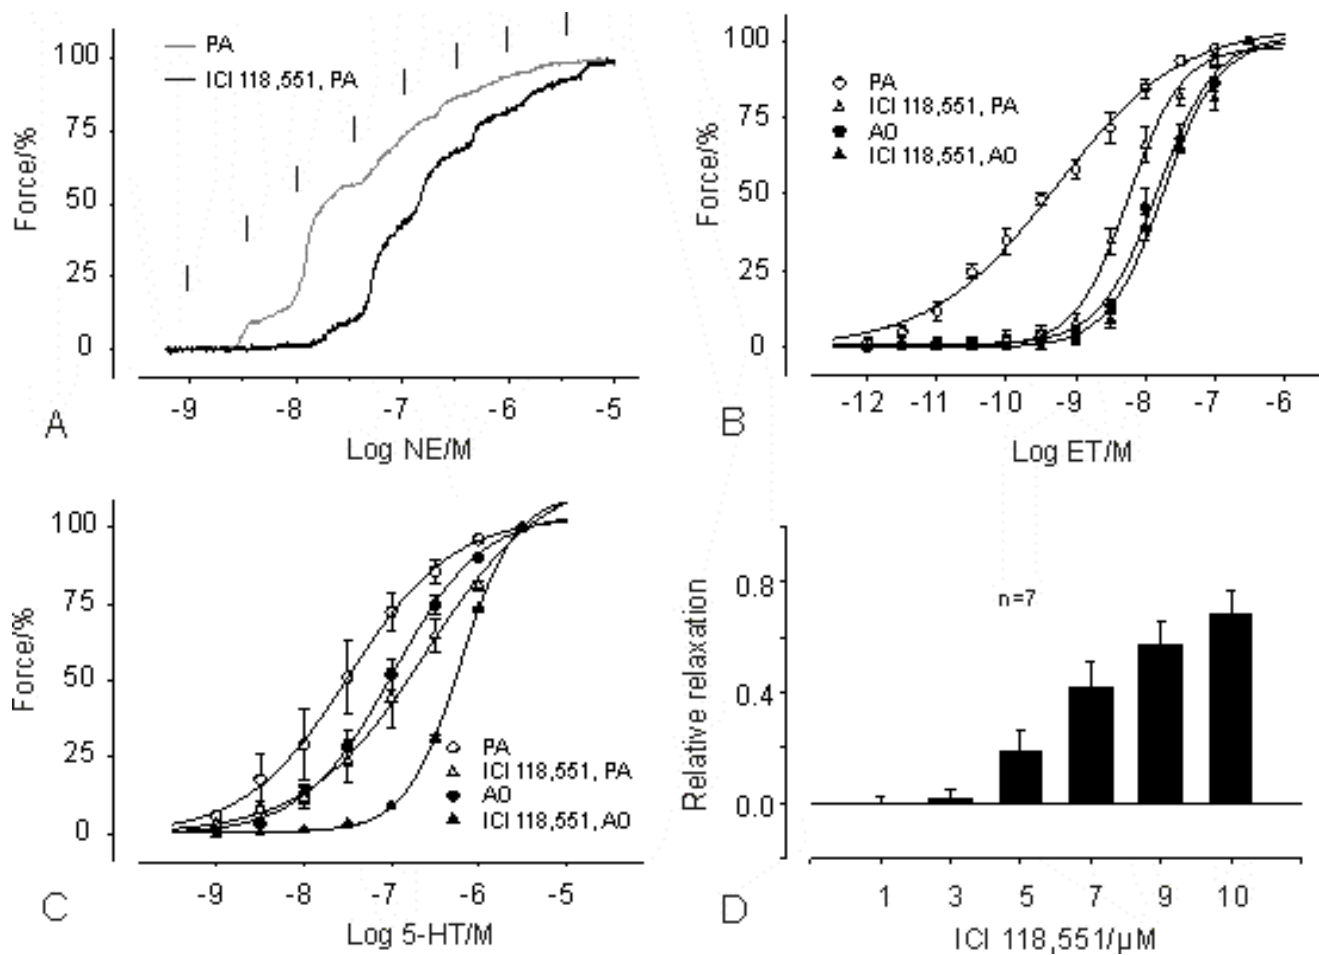 100
75
50
25
0
Force/%
PA
ICI 118,551, PA
-9 -8 -7 -6 -5
Log NE/M
A
100
75
50
25
0
Force/%
PA
ICI 118,551, PA
AO
ICI 118,551, AO
-12 -11 -10 -9 -8 -7 -6
Log ET/M
B
100
75
50
25
0
Force/%
PA
ICI 118,551, PA
AO
ICI 118,551, AO
-9 -8 -7 -6 -5
Log 5-HT/M
C
0.8
0.4
0.0
Relative relaxation
n=7
1 3 5 7 9 10
ICI 118,551/µM
D